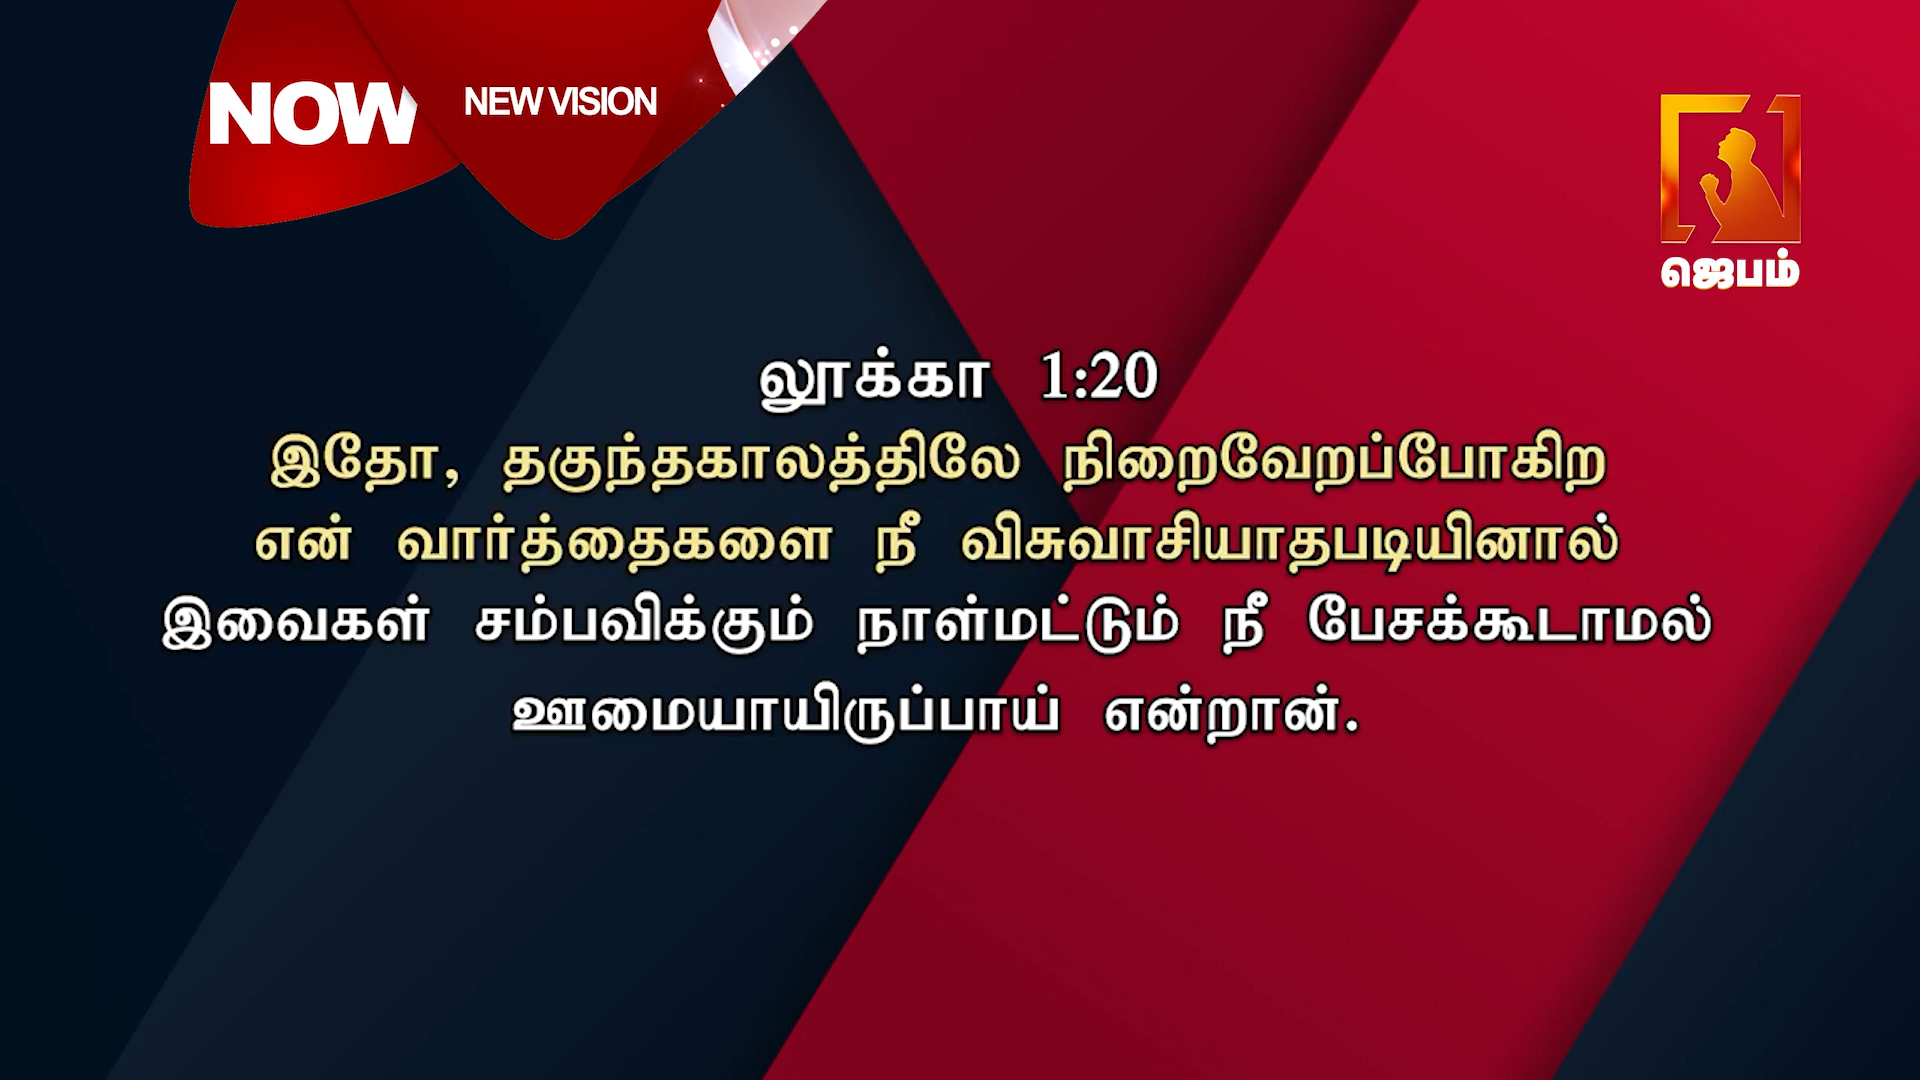 NOW
NEW VISION
ஜெபம்
லூக்கா 1:20
இதோ, தகுந்தகாலத்திலே நிறைவேறப்போகிற
என் வார்த்தைகளை நீ விசுவாசியாதபடியினால்
இவைகள் சம்பவிக்கும் நாள்மட்டும் நீ பேசக்கூடாமல்
ஊமையாயிருப்பாய் என்றான்.